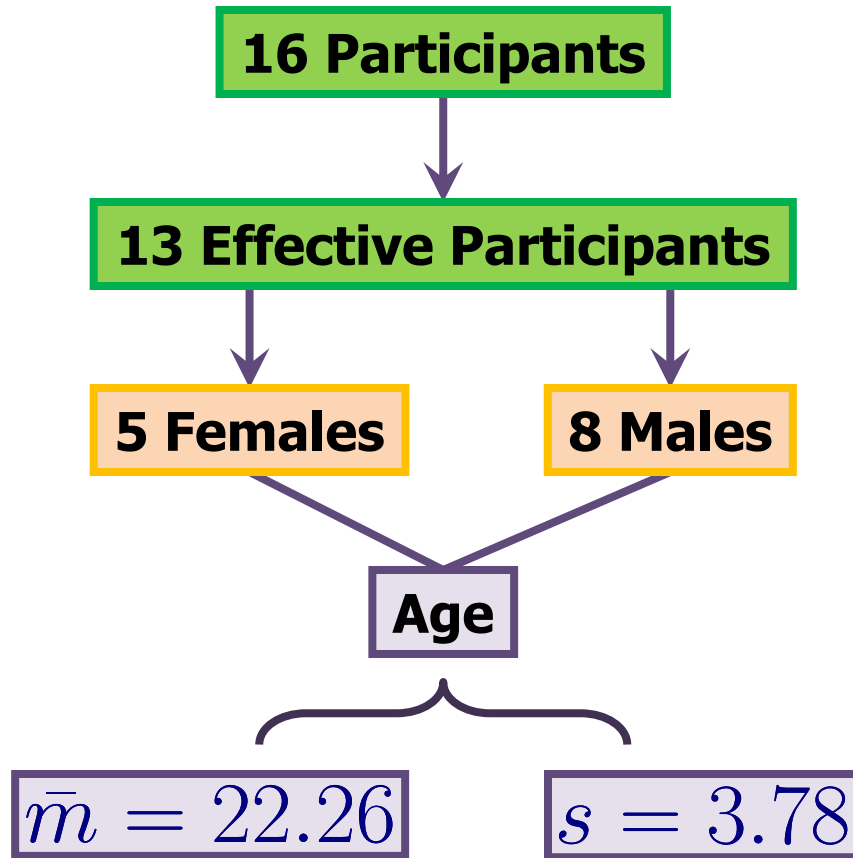 16 Participants
13 Effective Participants
5 Females
8 Males
Age
m̄ = 22.26
s = 3.78